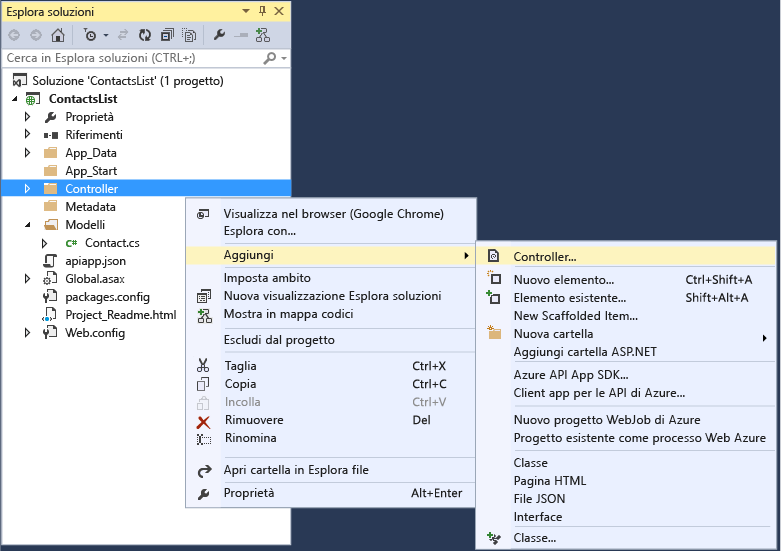 Esplora soluzioni
Cerca in Esplora soluzioni (CTRL+;)
Soluzione 'ContactsList' (1 progetto)
ContactsList
Proprietà
Riferimenti
App_Data
App_Start
Controller
Metadata
Modelli
C# Contact.cs
apiapp.json
Global.asax
packages.config
Project_Readme.html
Web.config
Visualizza nel browser (Google Chrome)
Esplora con...
Aggiungi
Imposta ambito
Nuova visualizzazione Esplora soluzioni
Mostra in mappa codici
Escludi dal progetto
Taglia Ctrl+X
Copia Ctrl+C
Incolla Ctrl+V
Rimuovere Del
Rinomina
Apri cartella in Esplora file
Proprietà Alt+Enter
Controller...
Nuovo elemento... Ctrl+Shift+A
Elemento esistente... Shift+Alt+A
New Scaffolded Item...
Nuova cartella
Aggiungi cartella ASP.NET
Azure API App SDK...
Client app per le API di Azure...
Nuovo progetto WebJob di Azure
Progetto esistente come processo Web Azure
Classe
Pagina HTML
File JSON
Interface
Classe...